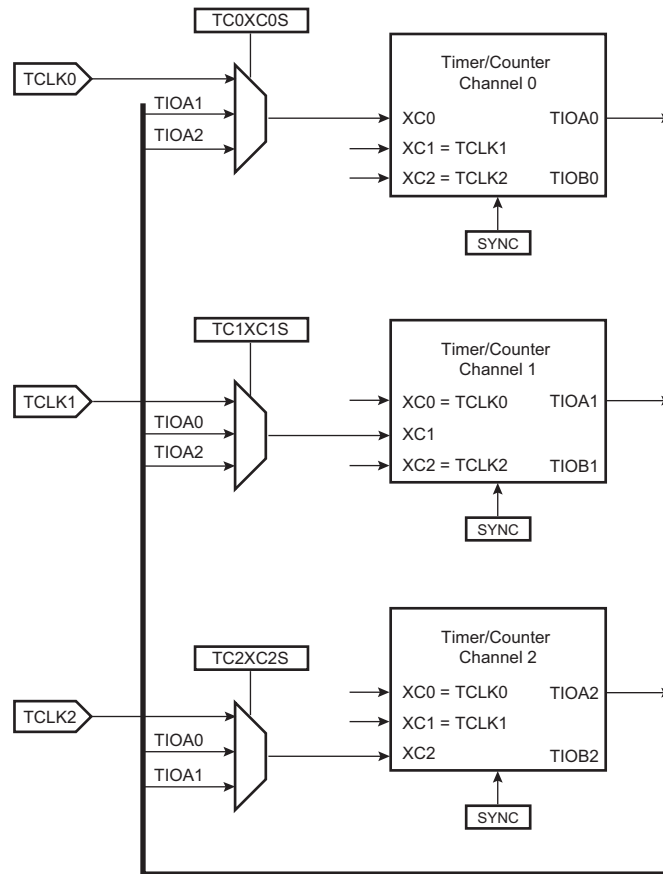 TC0XC0S
TCLK0
TIOA1
TIOA2
Timer/Counter
Channel 0
XC0
TIOA0
XC1 = TCLK1
XC2 = TCLK2
TIOB0
SYNC
TC1XC1S
TCLK1
TIOA0
TIOA2
Timer/Counter
Channel 1
XC0 = TCLK0
TIOA1
XC1
XC2 = TCLK2
TIOB1
SYNC
TC2XC2S
TCLK2
TIOA0
TIOA1
Timer/Counter
Channel 2
XC0 = TCLK0
TIOA2
XC1 = TCLK1
XC2
TIOB2
SYNC